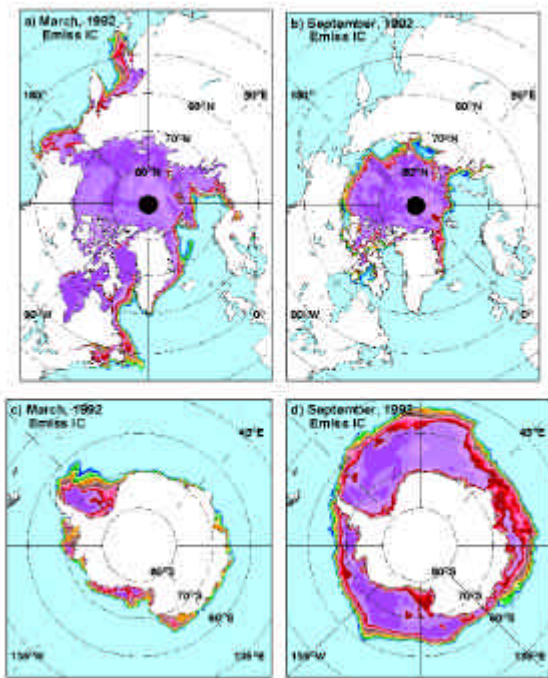 a) March, 1992
Emiss IC
180°
90°E
60°N
70°N
80°N
90°W
0°
b) September, 1992
Emiss IC
180°
90°E
60°N
70°N
80°N
90°W
0°
c) March, 1992
Emiss IC
45°E
80°S
70°S
60°S
135°W
135°E
d) September, 1992
Emiss IC
45°E
80°S
70°S
60°S
135°W
135°E